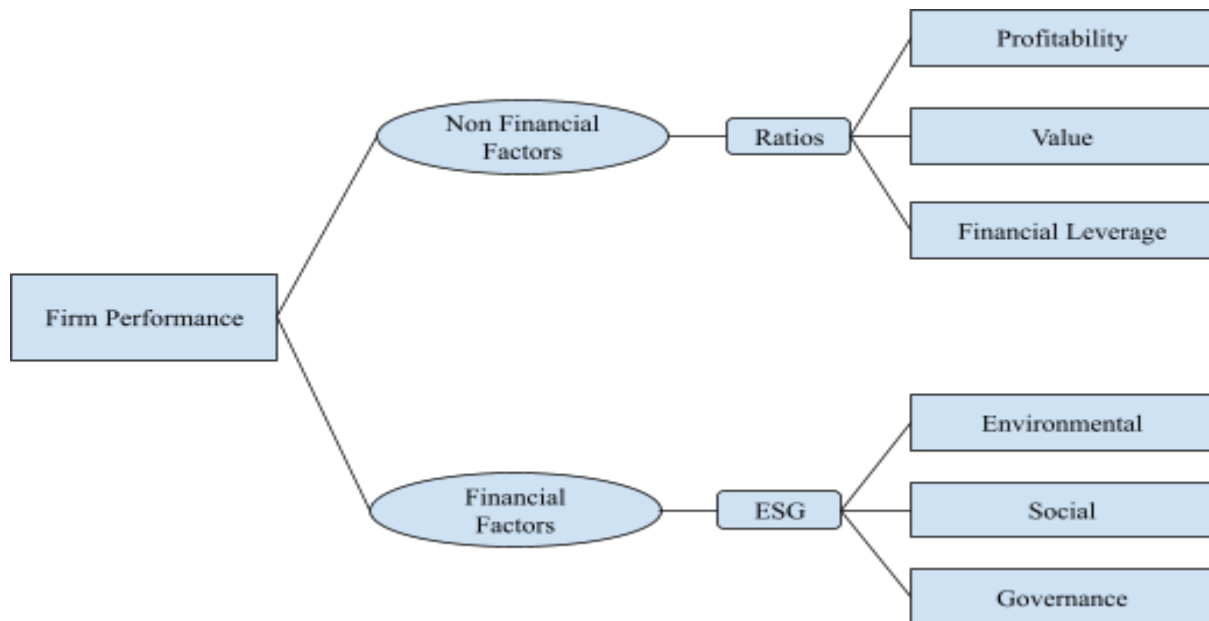 Profitability
Non Financial
Factors
Ratios
Value
Financial Leverage
Firm Performance
Environmental
Financial
Factors
ESG
Social
Governance